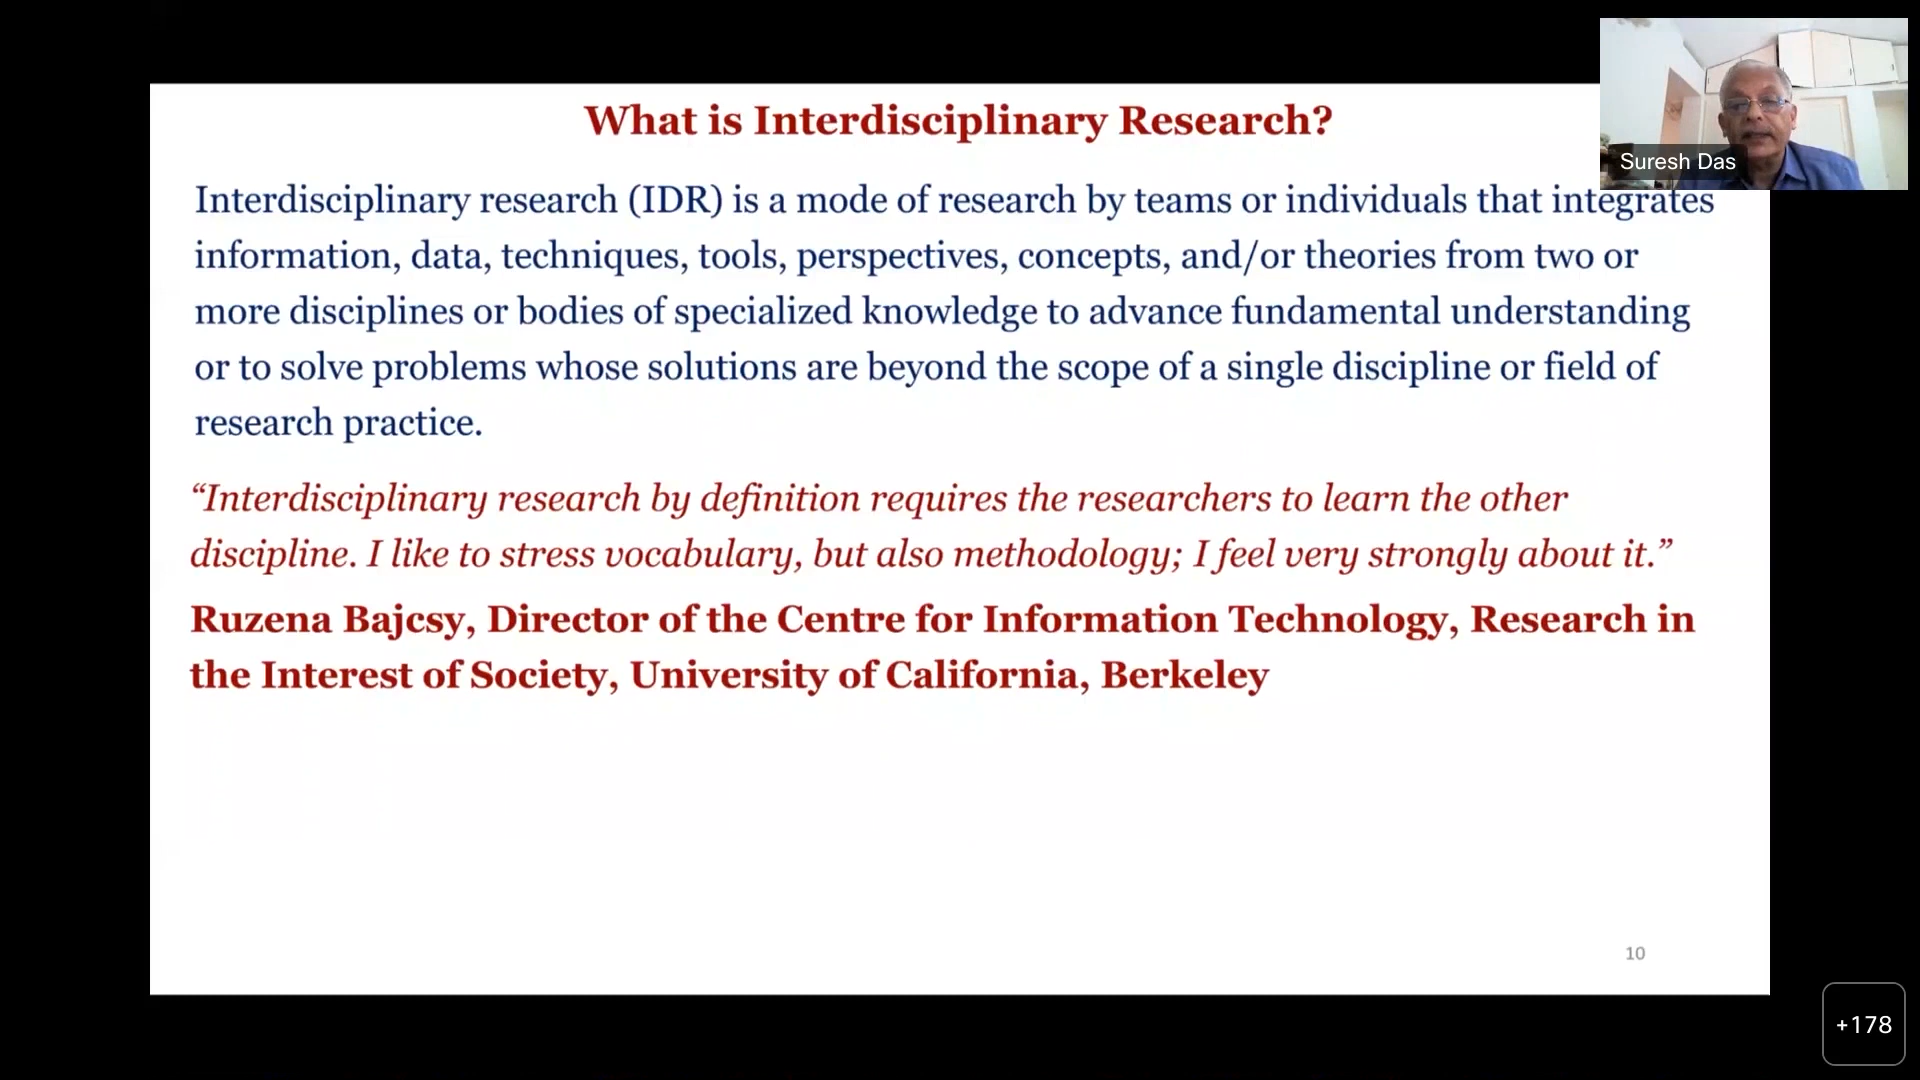 What is Interdisciplinary Research?
Suresh Das
Interdisciplinary research (IDR) is a mode of research by teams or individuals that integrates
information, data, techniques, tools, perspectives, concepts, and/or theories from two or
more disciplines or bodies of specialized knowledge to advance fundamental understanding
or to solve problems whose solutions are beyond the scope of a single discipline or field of
research practice.
“Interdisciplinary research by definition requires the researchers to learn the other
discipline. I like to stress vocabulary, but also methodology; I feel very strongly about it.”
Ruzena Bajcsy, Director of the Centre for Information Technology, Research in
the Interest of Society, University of California, Berkeley
10
+178